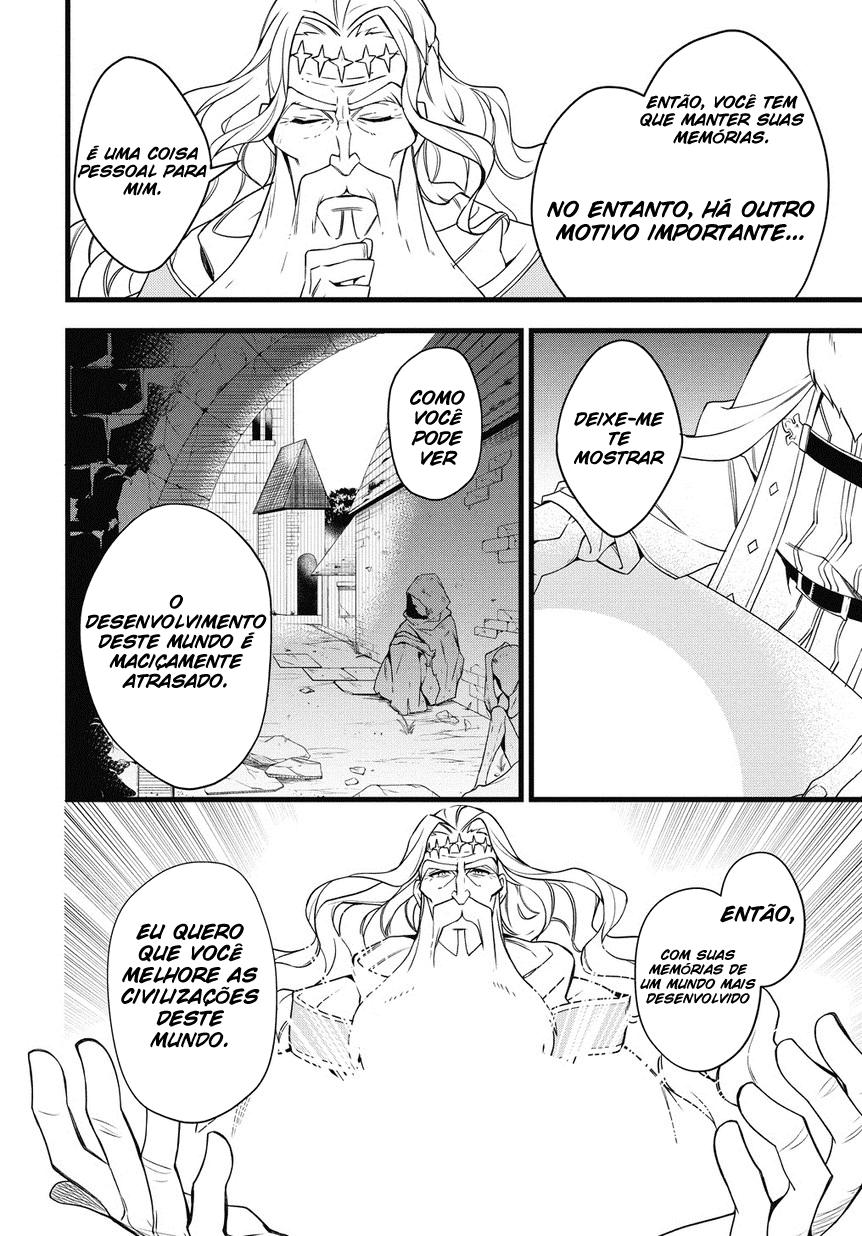 ENTÃO, VOCÊ TEM
QUE MANTER SUAS
MEMÓRIAS.
NO ENTANTO, HÁ OUTRO
MOTIVO IMPORTANTE...
É UMA COISA
PESSOAL PARA
MIM.
DEIXE-ME
TE
MOSTRAR
COMO
VOCÊ
PODE
VER
O
DESENVOLVIMENTO
DESTE MUNDO É
MACIÇAMENTE
ATRASADO.
ENTÃO,
COM SUAS
MEMÓRIAS DE
UM MUNDO MAIS
DESENVOLVIDO
EU QUERO
QUE VOCÊ
MELHORE AS
CIVILIZAÇÕES
DESTE
MUNDO.